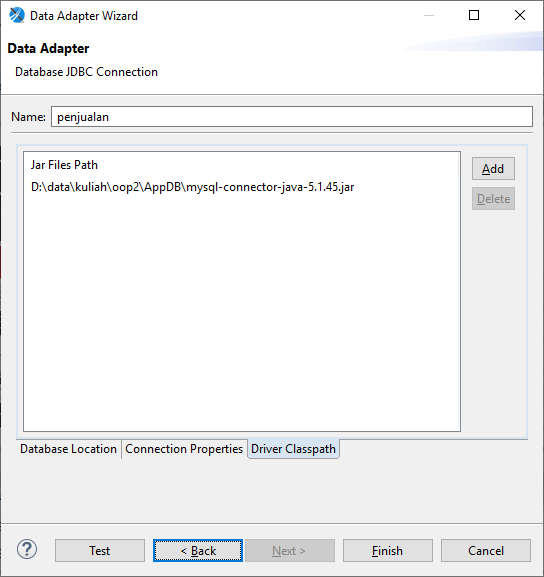 Data Adapter Wizard
Data Adapter
Database JDBC Connection
Name: penjualan
Jar Files Path
D:\data\kuliah\oop2\AppDB\mysql-connector-java-5.1.45.jar
Add
Delete
Database Location Connection Properties Driver Classpath
? Test < Back Next > Finish Cancel